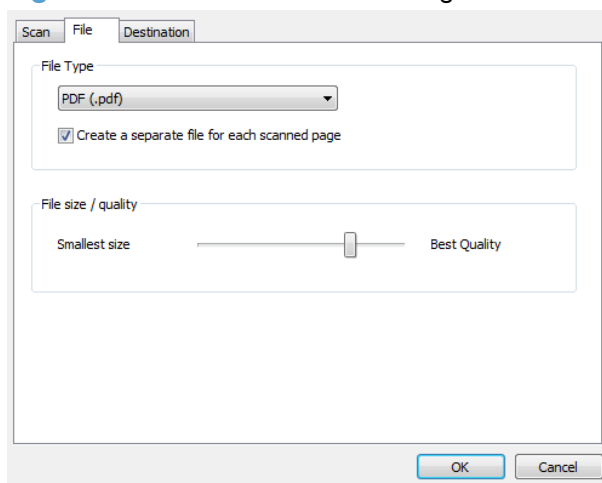 Scan File Destination
File Type
PDF (.pdf)
Create a separate file for each scanned page
File size / quality
Smallest size Best Quality
OK Cancel